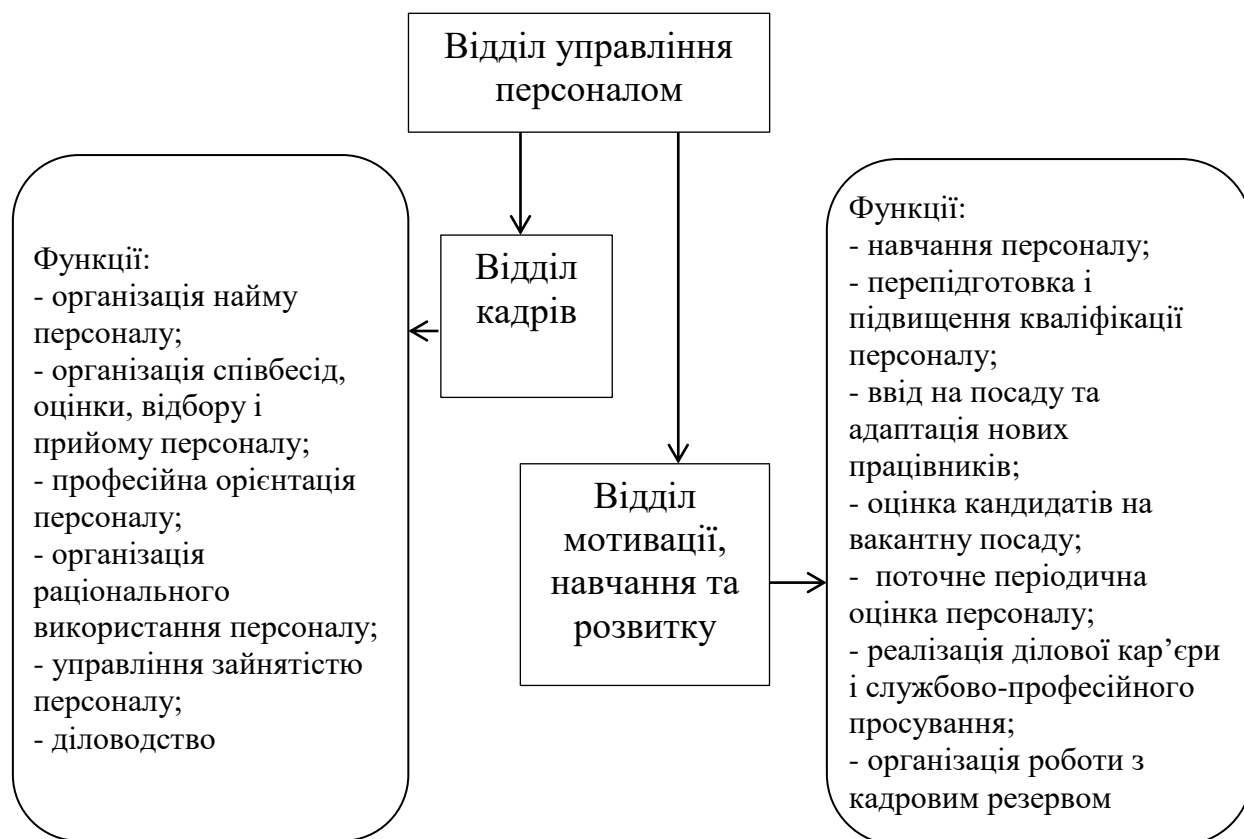 Відділ управління
персоналом
Функції:
- організація найму
персоналу;
- організація співбесід,
оцінки, відбору і
прийому персоналу;
- професійна орієнтація
персоналу;
- організація
раціонального
використання персоналу;
- управління зайнятістю
персоналу;
- діловодство
Відділ
кадрів
Відділ
мотивації,
навчання та
розвитку
Функції:
- навчання персоналу;
- перепідготовка і
підвищення кваліфікації
персоналу;
- ввід на посаду та
адаптація нових
працівників;
- оцінка кандидатів на
вакантну посаду;
-  поточне періодична
оцінка персоналу;
- реалізація ділової кар’єри
і службово-професійного
просування;
- організація роботи з
кадровим резервом